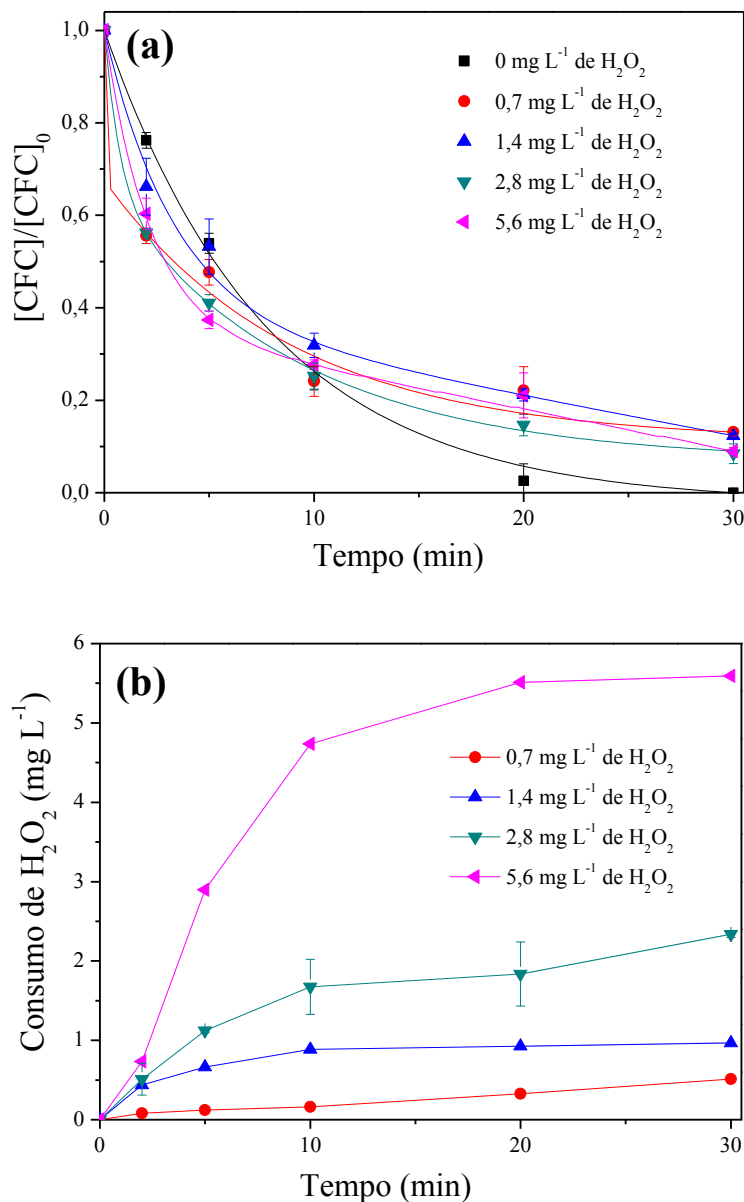 (a)
[CFC]/[CFC]₀
1,0
0,8
0,6
0,4
0,2
0,0
0 mg L⁻¹ de H₂O₂
0,7 mg L⁻¹ de H₂O₂
1,4 mg L⁻¹ de H₂O₂
2,8 mg L⁻¹ de H₂O₂
5,6 mg L⁻¹ de H₂O₂
0 10 20 30
Tempo (min)
(b)
Consumo de H₂O₂ (mg L⁻¹)
6
5
4
3
2
1
0
0,7 mg L⁻¹ de H₂O₂
1,4 mg L⁻¹ de H₂O₂
2,8 mg L⁻¹ de H₂O₂
5,6 mg L⁻¹ de H₂O₂
0 10 20 30
Tempo (min)